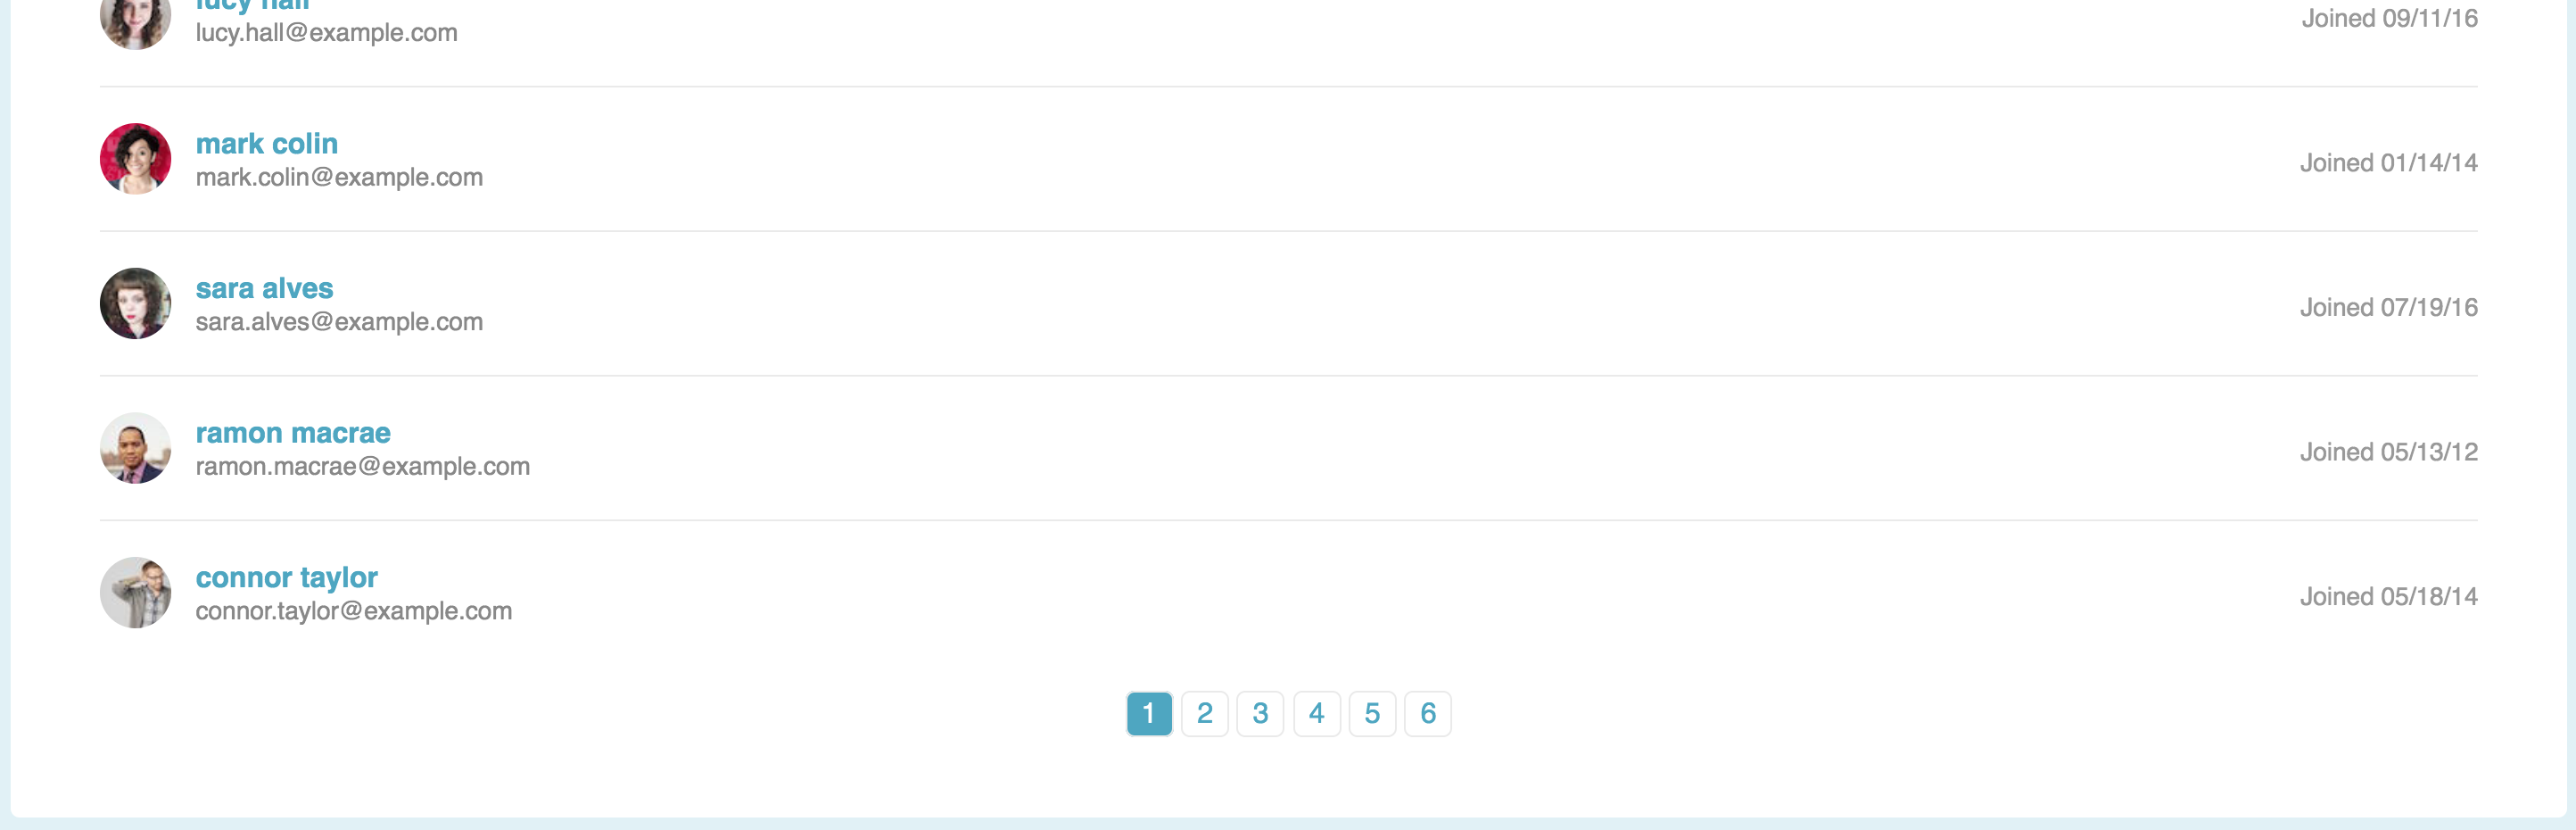 lucy hall
lucy.hall@example.com
Joined 09/11/16
mark colin
mark.colin@example.com
Joined 01/14/14
sara alves
sara.alves@example.com
Joined 07/19/16
ramon macrae
ramon.macrae@example.com
Joined 05/13/12
connor taylor
connor.taylor@example.com
Joined 05/18/14
1 2 3 4 5 6